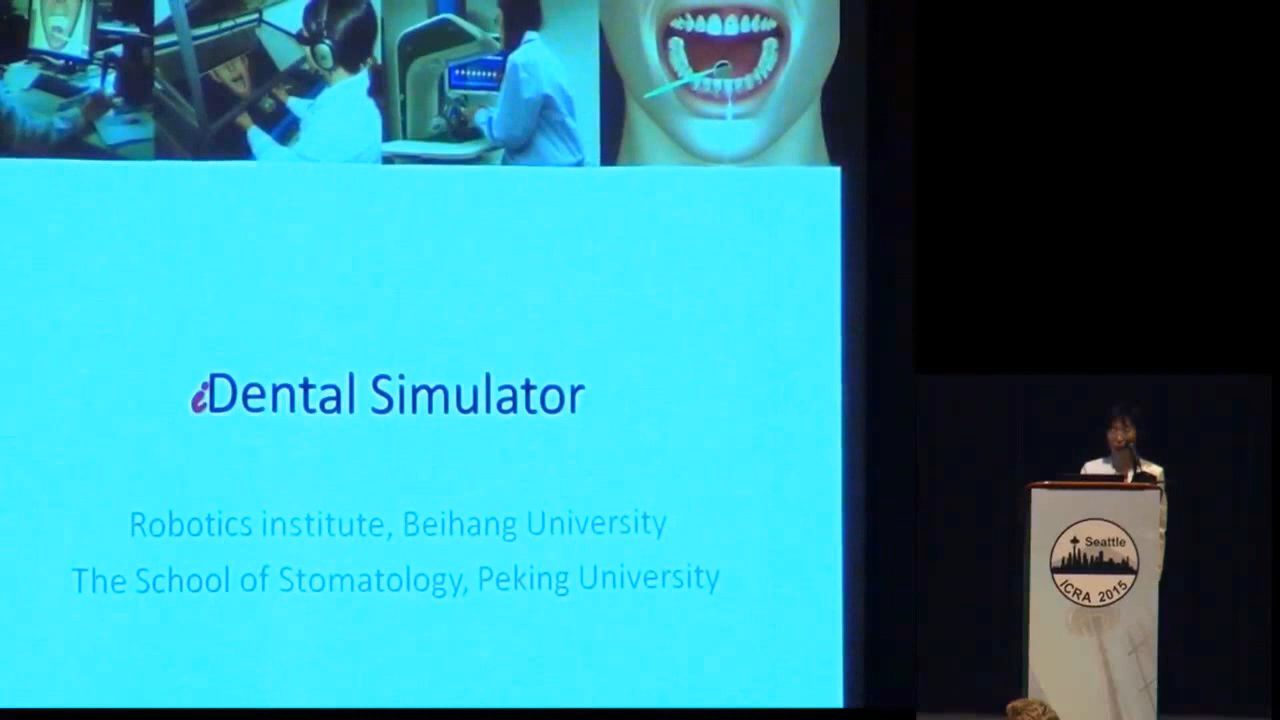 iDental Simulator
Robotics institute, Beihang University
The School of Stomatology, Peking University
Seattle
ICRA 2015